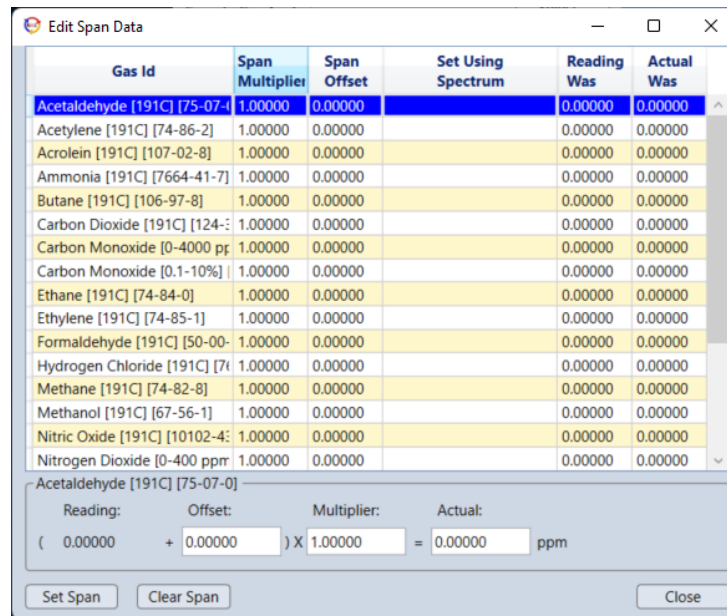 Edit Span Data
Gas Id Span Multiplier Span Offset Set Using Spectrum Reading Was Actual Was
Acetaldehyde [191C] [75-07-( 1.00000 0.00000 0.00000 0.00000
Acetylene [191C] [74-86-2] 1.00000 0.00000 0.00000 0.00000
Acrolein [191C] [107-02-8] 1.00000 0.00000 0.00000 0.00000
Ammonia [191C] [7664-41-7] 1.00000 0.00000 0.00000 0.00000
Butane [191C] [106-97-8] 1.00000 0.00000 0.00000 0.00000
Carbon Dioxide [191C] [124-3 1.00000 0.00000 0.00000 0.00000
Carbon Monoxide [0-4000 pp 1.00000 0.00000 0.00000 0.00000
Carbon Monoxide [0.1-10%] [ 1.00000 0.00000 0.00000 0.00000
Ethane [191C] [74-84-0] 1.00000 0.00000 0.00000 0.00000
Ethylene [191C] [74-85-1] 1.00000 0.00000 0.00000 0.00000
Formaldehyde [191C] [50-00- 1.00000 0.00000 0.00000 0.00000
Hydrogen Chloride [191C] [76 1.00000 0.00000 0.00000 0.00000
Methane [191C] [74-82-8] 1.00000 0.00000 0.00000 0.00000
Methanol [191C] [67-56-1] 1.00000 0.00000 0.00000 0.00000
Nitric Oxide [191C] [10102-43 1.00000 0.00000 0.00000 0.00000
Nitrogen Dioxide [0-400 ppm 1.00000 0.00000 0.00000 0.00000
Acetaldehyde [191C] [75-07-0]
Reading: Offset: Multiplier: Actual:
( 0.00000 + 0.00000 ) X 1.00000 = 0.00000 ppm
Set Span Clear Span Close